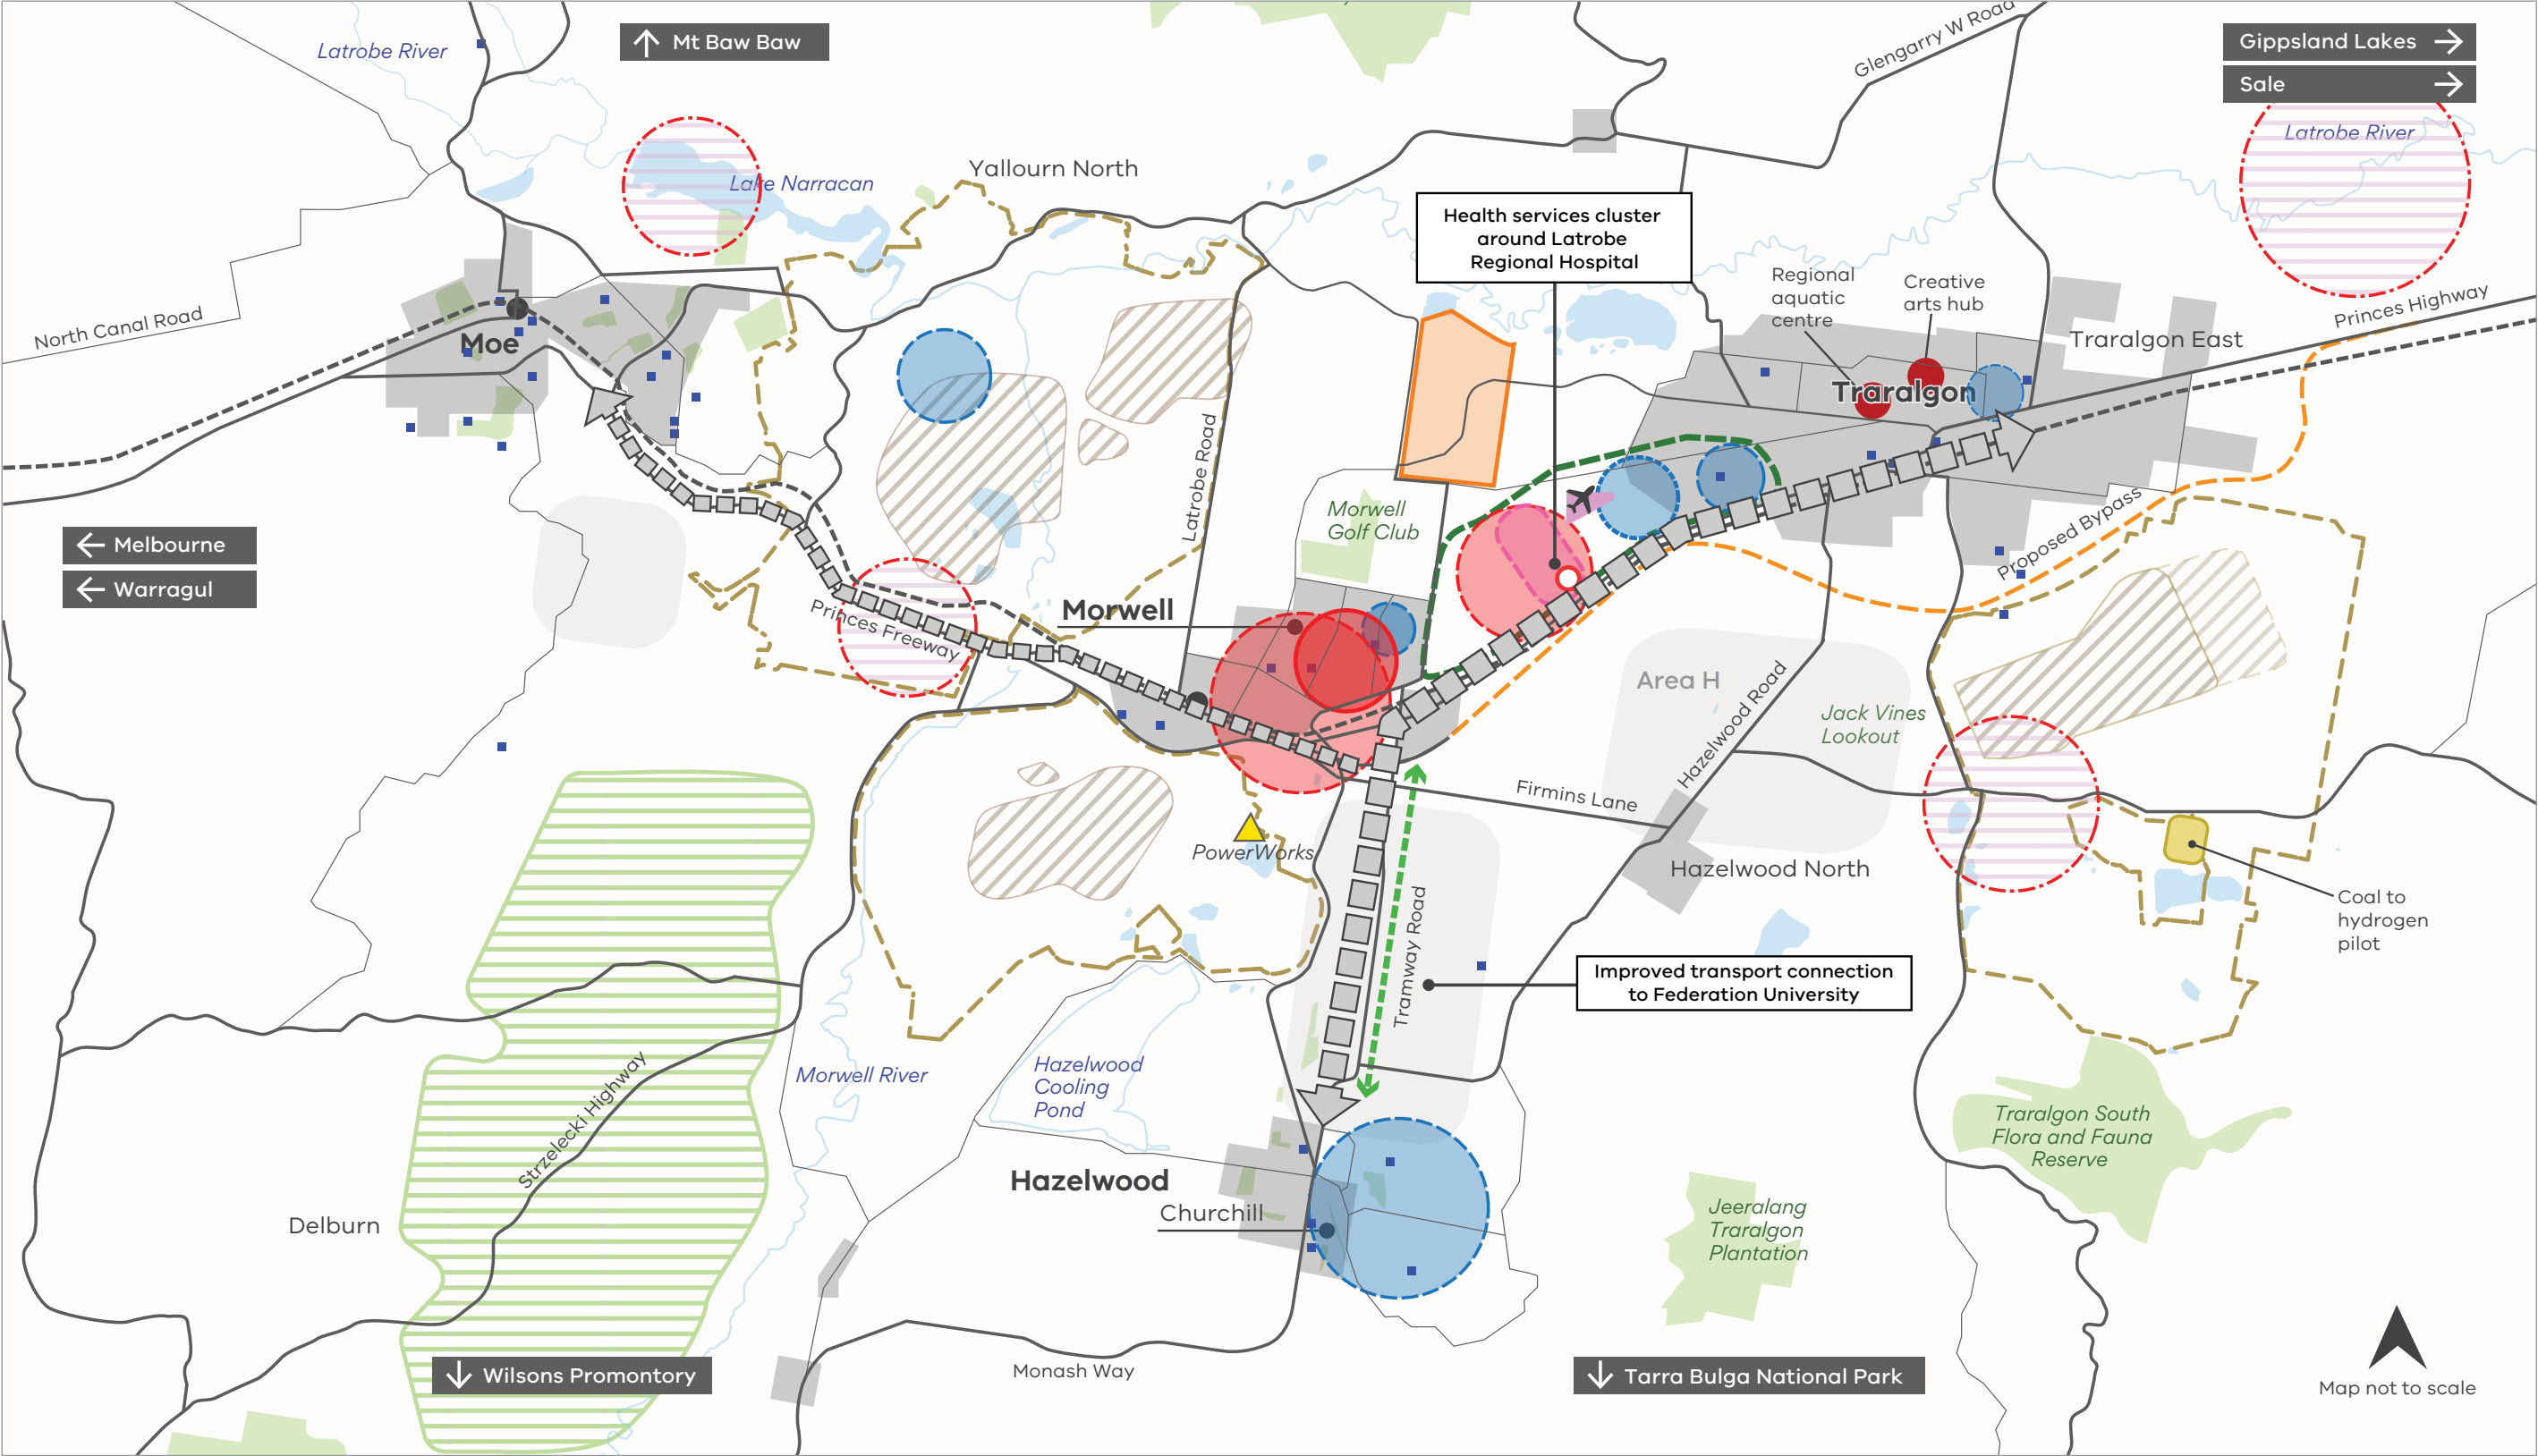 Latrobe River
Mt Baw Baw
Glengarry W Road
Gippsland Lakes
Sale
Latrobe River
Lake Narracan
Yallourn North
Health services cluster
around Latrobe
Regional Hospital
Regional
aquatic
centre
Creative
arts hub
Princes Highway
North Canal Road
Moe
Traralgon East
Traralgon
Latrobe Road
Morwell
Golf Club
Proposed Bypass
Melbourne
Warragul
Princes Freeway
Morwell
Area H
Hazelwood Road
Jack Vines
Lookout
Firmins Lane
PowerWorks
Hazelwood North
Coal to
hydrogen
pilot
Tramway Road
Improved transport connection
to Federation University
Morwell River
Hazelwood
Cooling
Pond
Strzelecki Highway
Traralgon South
Flora and Fauna
Reserve
Hazelwood
Churchill
Delburn
Jeeralang
Traralgon
Plantation
Monash Way
Wilsons Promontory
Tarra Bulga National Park
Map not to scale